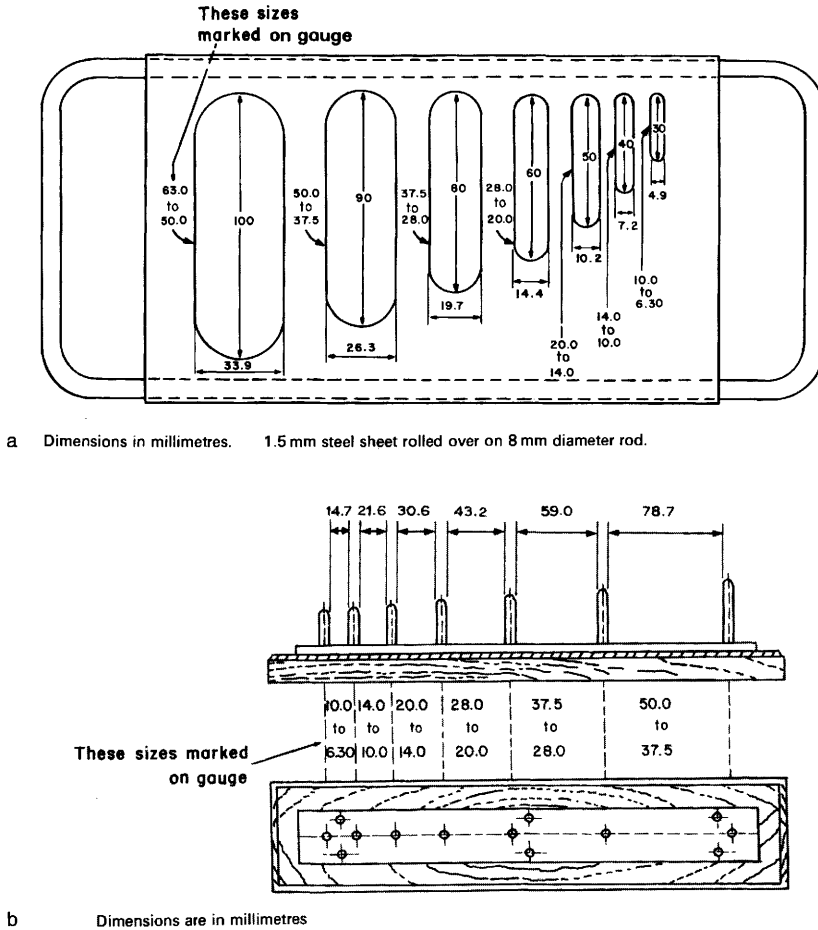 These sizes
marked on gauge
63.0
to
50.0
100
33.9
50.0
to
37.5
90
26.3
37.5
to
28.0
80
19.7
28.0
to
20.0
60
14.4
50
10.2
20.0
to
14.0
40
7.2
14.0
to
10.0
30
4.9
10.0
to
6.30
a Dimensions in millimetres. 1.5 mm steel sheet rolled over on 8 mm diameter rod.
14.7 21.6 30.6 43.2 59.0 78.7
10.0 14.0 20.0 28.0 37.5 50.0
to to to to to to
6.30 10.0 14.0 20.0 28.0 37.5
These sizes marked
on gauge
b Dimensions are in millimetres